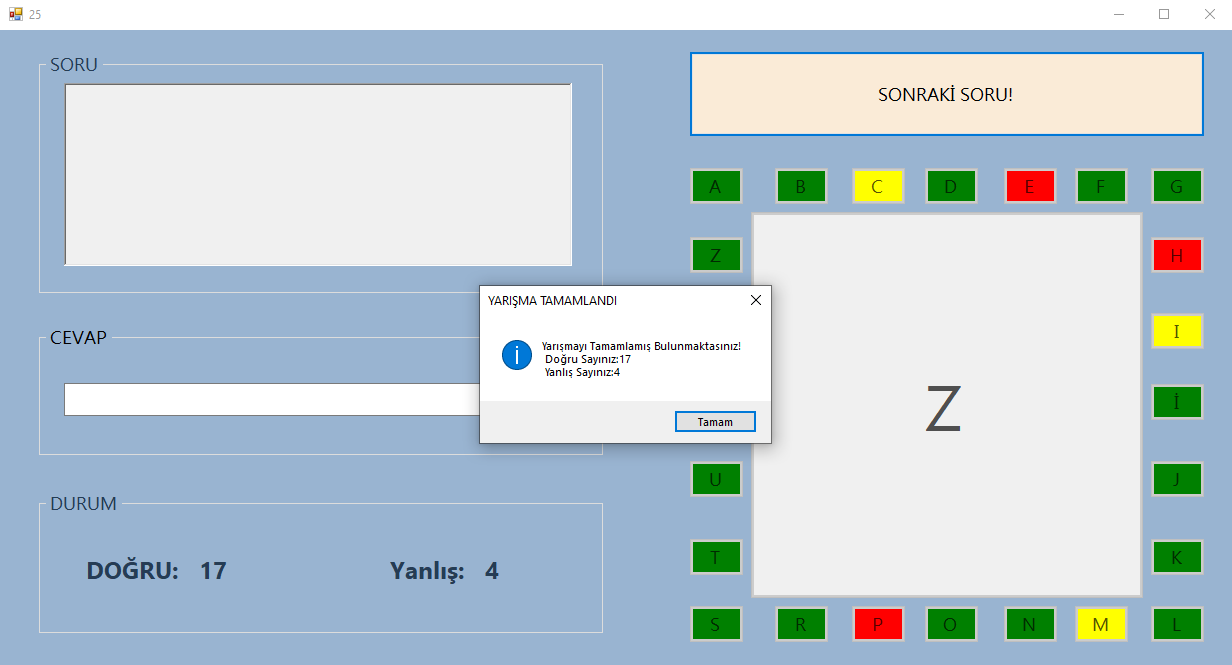 25
SORU
SONRAKİ SORU!
A B C D E F G
Z H
YARIŞMA TAMAMLANDI
Yarışmayı Tamamlamış Bulunmaktasınız!
Doğru Sayınız:17
Yanlış Sayınız:4
Tamam
CEVAP
I
Z
İ
U J
T K
S R P O N M L
DURUM
DOĞRU: 17 Yanlış: 4